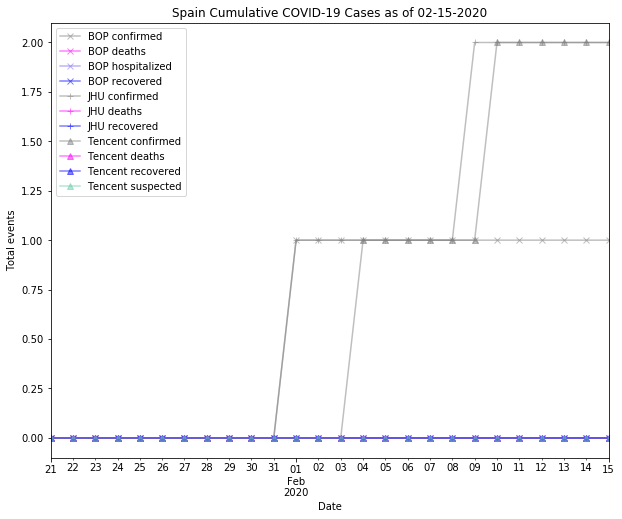 Spain Cumulative COVID-19 Cases as of 02-15-2020
BOP confirmed
BOP deaths
BOP hospitalized
BOP recovered
JHU confirmed
JHU deaths
JHU recovered
Tencent confirmed
Tencent deaths
Tencent recovered
Tencent suspected
Total events
2.00
1.75
1.50
1.25
1.00
0.75
0.50
0.25
0.00
21 22 23 24 25 26 27 28 29 30 31 01 02 03 04 05 06 07 08 09 10 11 12 13 14 15
Feb
2020
Date